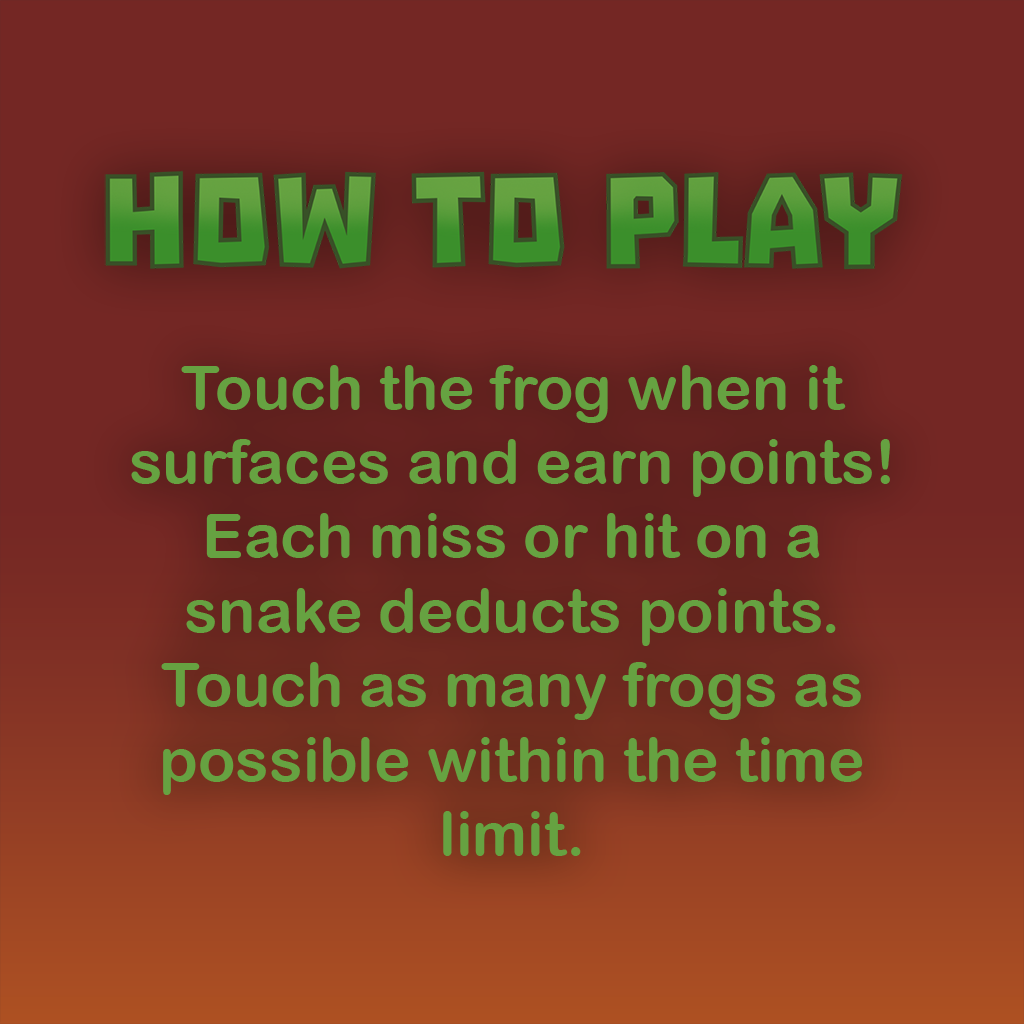 HOW TO PLAY
Touch the frog when it
surfaces and earn points!
Each miss or hit on a
snake deducts points.
Touch as many frogs as
possible within the time
limit.